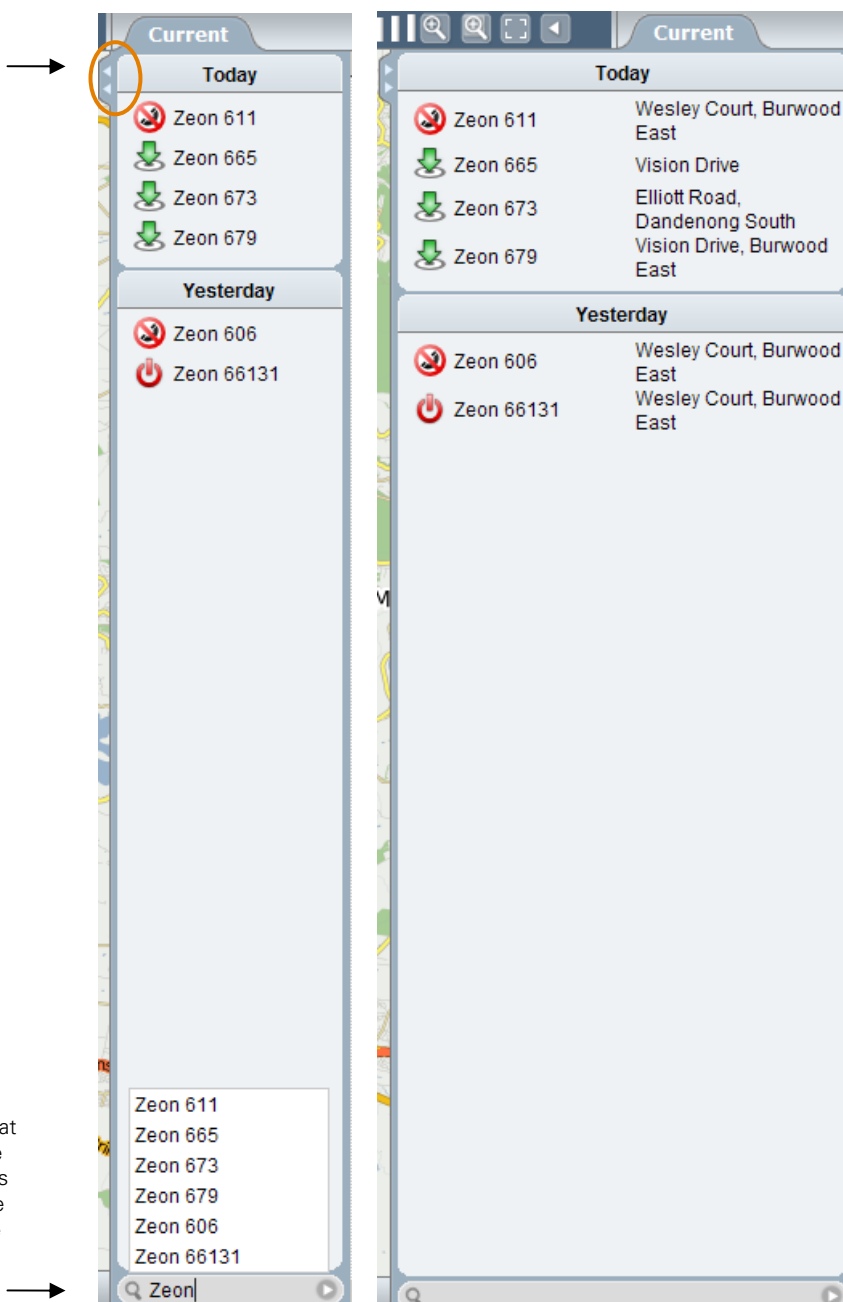 Current
Today
Zeon 611
Zeon 665
Zeon 673
Zeon 679
Yesterday
Zeon 606
Zeon 66131
Zeon 611
Zeon 665
Zeon 673
Zeon 679
Zeon 606
Zeon 66131
Zeon
at
Current
Today
Zeon 611
Wesley Court, Burwood
East
Zeon 665
Vision Drive
Zeon 673
Elliott Road,
Dandenong South
Zeon 679
Vision Drive, Burwood
East
Yesterday
Zeon 606
Wesley Court, Burwood
East
Zeon 66131
Wesley Court, Burwood
East
M